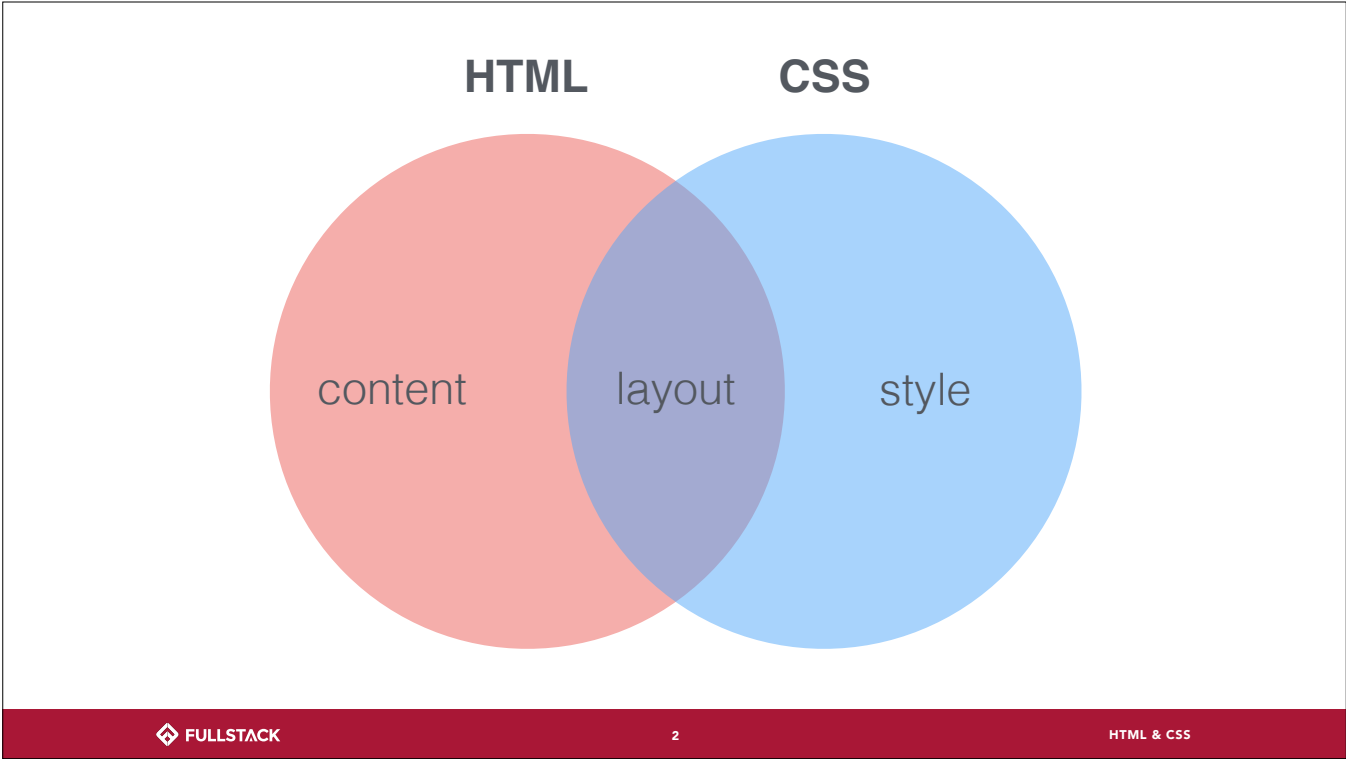 HTML
CSS
content
layout
style
FULLSTACK
2
HTML & CSS